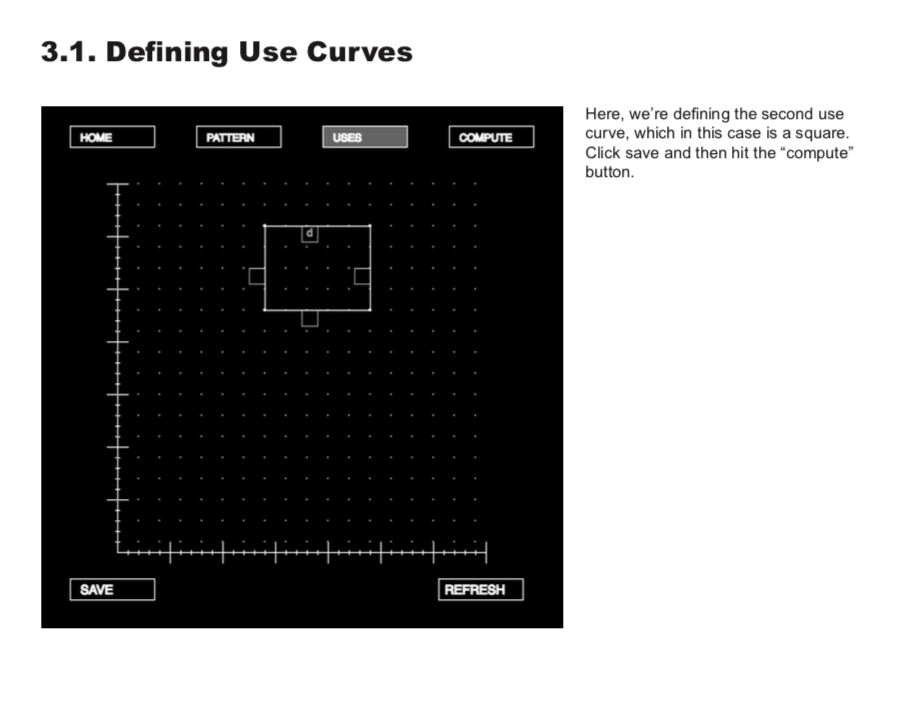 3.1. Defining Use Curves
HOME PATTERN USES COMPUTE
Here, we’re defining the second use
curve, which in this case is a square.
Click save and then hit the “compute”
button.
d
SAVE REFRESH